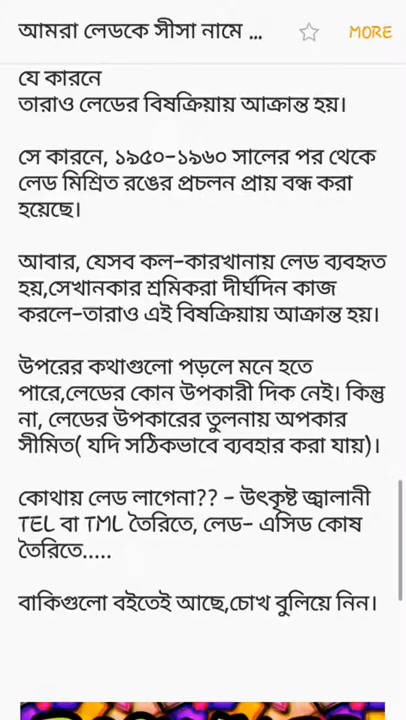 আমরা লেডকে সীসা নামে ...
MORE
যে কারনে
তারাও লেডের বিষক্রিয়ায় আক্রান্ত হয়।
সে কারনে, ১৯৫০-১৯৬০ সালের পর থেকে
লেড মিশ্রিত রঙের প্রচলন প্রায় বন্ধ করা
হয়েছে।
আবার, যেসব কল-কারখানায় লেড ব্যবহৃত
হয়,সেখানকার শ্রমিকরা দীর্ঘদিন কাজ
করলে-তারাও এই বিষক্রিয়ায় আক্রান্ত হয়।
উপরের কথাগুলো পড়লে মনে হতে
পারে,লেডের কোন উপকারী দিক নেই। কিন্তু
না, লেডের উপকারের তুলনায় অপকার
সীমিত( যদি সঠিকভাবে ব্যবহার করা যায়)।
কোথায় লেড লাগেনা?? - উৎকৃষ্ট জ্বালানী
TEL বা TML তৈরিতে, লেড- এসিড কোষ
তৈরিতে.....
বাকিগুলো বইতেই আছে,চোখ বুলিয়ে নিন।